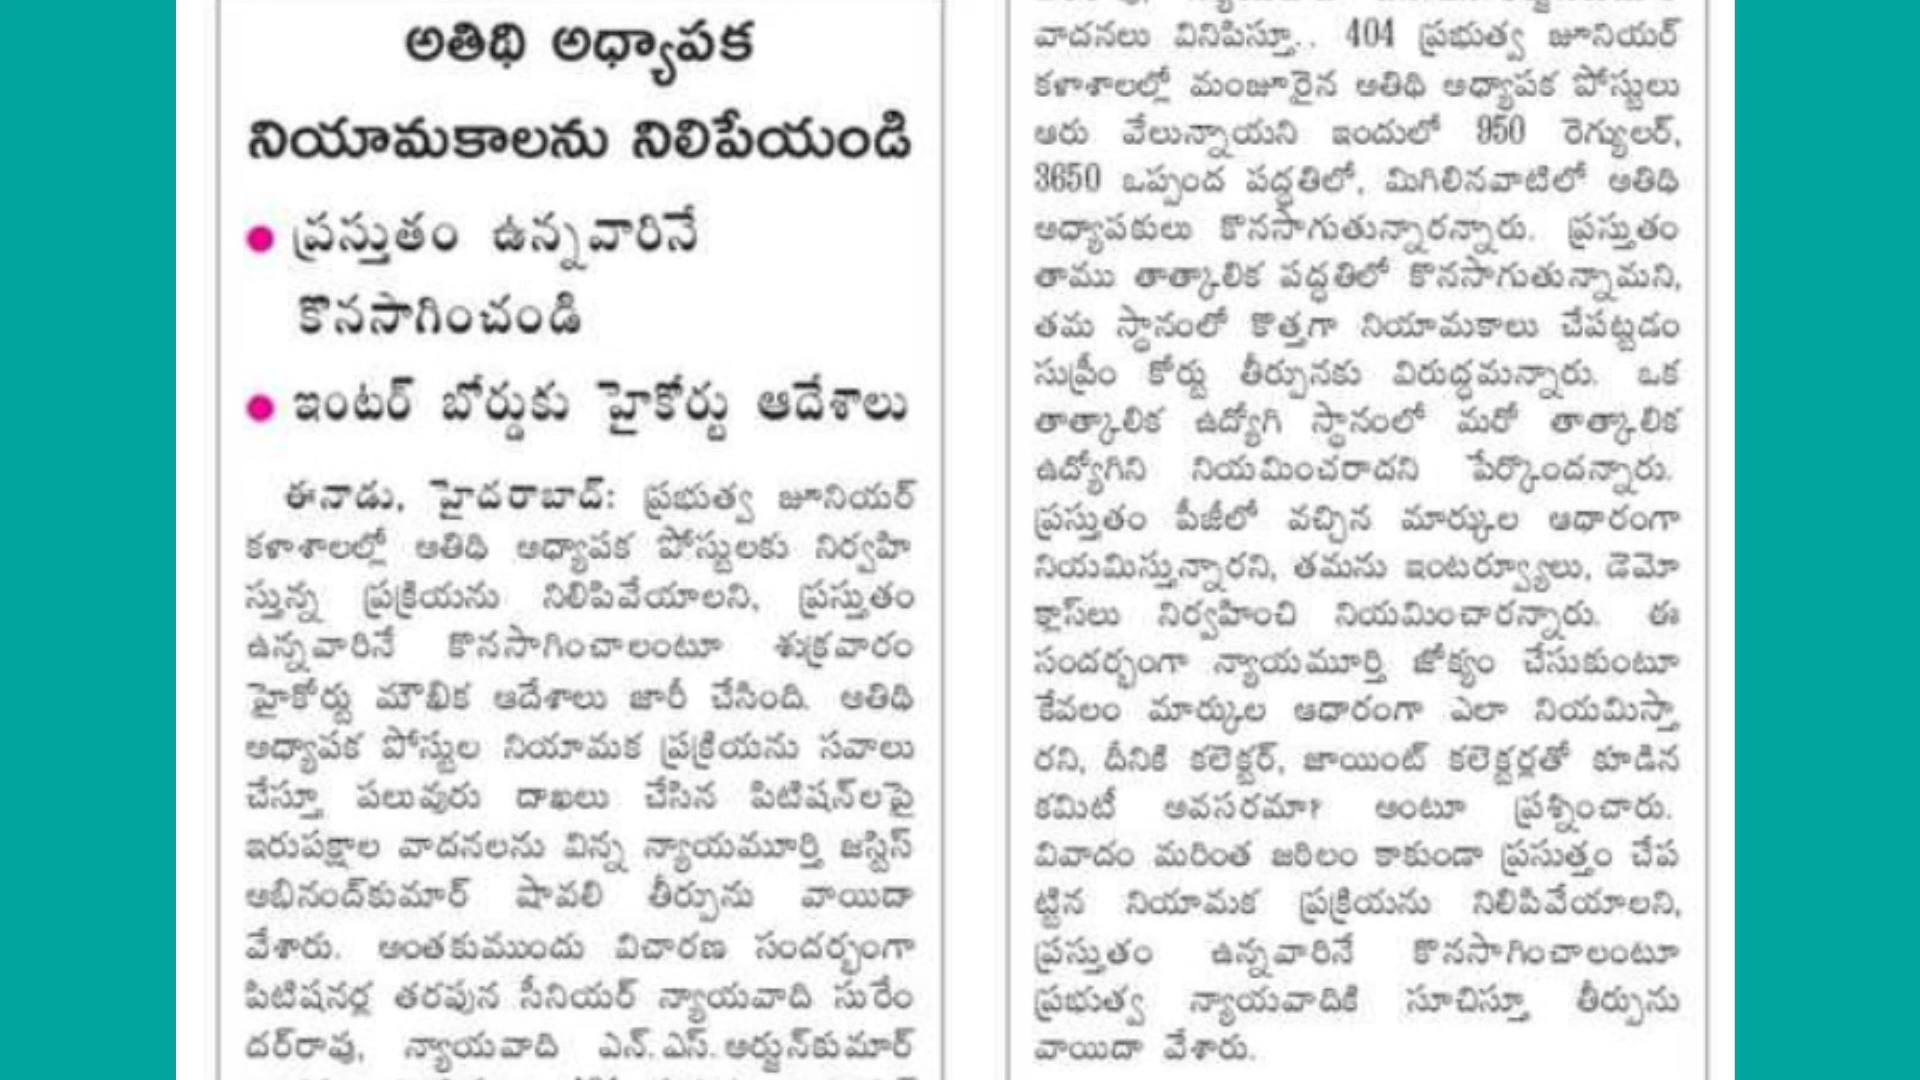 అతిథి అధ్యాపక
నియామకాలను నిలిపేయండి
● ప్రస్తుతం ఉన్నవారినే
కొనసాగించండి
● ఇంటర్ బోర్డుకు హైకోర్టు ఆదేశాలు
ఈనాడు, హైదరాబాద్: ప్రభుత్వ జూనియర్
కళాశాలల్లో అతిథి అధ్యాపక పోస్టులకు నిర్వహి
స్తున్న ప్రక్రియను నిలిపివేయాలని, ప్రస్తుతం
ఉన్నవారినే కొనసాగించాలంటూ శుక్రవారం
హైకోర్టు మౌఖిక ఆదేశాలు జారీ చేసింది. అతిథి
అధ్యాపక పోస్టుల నియామక ప్రక్రియను సవాలు
చేస్తూ పలువురు దాఖలు చేసిన పిటిషన్‌లపై
ఇరుపక్షాల వాదనలను విన్న న్యాయమూర్తి జస్టిస్
అభినంద్‌కుమార్ షావలి తీర్పును వాయిదా
వేశారు. అంతకుముందు విచారణ సందర్భంగా
పిటిషనర్ల తరపున సీనియర్ న్యాయవాది సురేం
దర్‌రావు, న్యాయవాది ఎన్.ఎస్.అర్జున్‌కుమార్
వాదనలు వినిపిస్తూ.. 404 ప్రభుత్వ జూనియర్
కళాశాలల్లో మంజూరైన అతిథి అధ్యాపక పోస్టులు
ఆరు వేలున్నాయని ఇందులో 950 రెగ్యులర్,
3650 ఒప్పంద పద్ధతిలో, మిగిలినవాటిలో అతిథి
అధ్యాపకులు కొనసాగుతున్నారన్నారు. ప్రస్తుతం
తాము తాత్కాలిక పద్ధతిలో కొనసాగుతున్నామని,
తమ స్థానంలో కొత్తగా నియామకాలు చేపట్టడం
సుప్రీం కోర్టు తీర్పునకు విరుద్ధమన్నారు. ఒక
తాత్కాలిక ఉద్యోగి స్థానంలో మరో తాత్కాలిక
ఉద్యోగిని నియమించరాదని పేర్కొందన్నారు.
ప్రస్తుతం పీజీలో వచ్చిన మార్కుల ఆధారంగా
నియమిస్తున్నారని, తమను ఇంటర్వ్యూలు, డెమో
క్లాస్‌లు నిర్వహించి నియమించారన్నారు. ఈ
సందర్భంగా న్యాయమూర్తి జోక్యం చేసుకుంటూ
కేవలం మార్కుల ఆధారంగా ఎలా నియమిస్తా
రని, దీనికి కలెక్టర్, జాయింట్ కలెక్టర్లతో కూడిన
కమిటీ అవసరమా? అంటూ ప్రశ్నించారు.
వివాదం మరింత జఠిలం కాకుండా ప్రసుత్తం చేప
ట్టిన నియామక ప్రక్రియను నిలిపివేయాలని,
ప్రస్తుతం ఉన్నవారినే కొనసాగించాలంటూ
ప్రభుత్వ న్యాయవాదికి సూచిస్తూ తీర్పును
వాయిదా వేశారు.